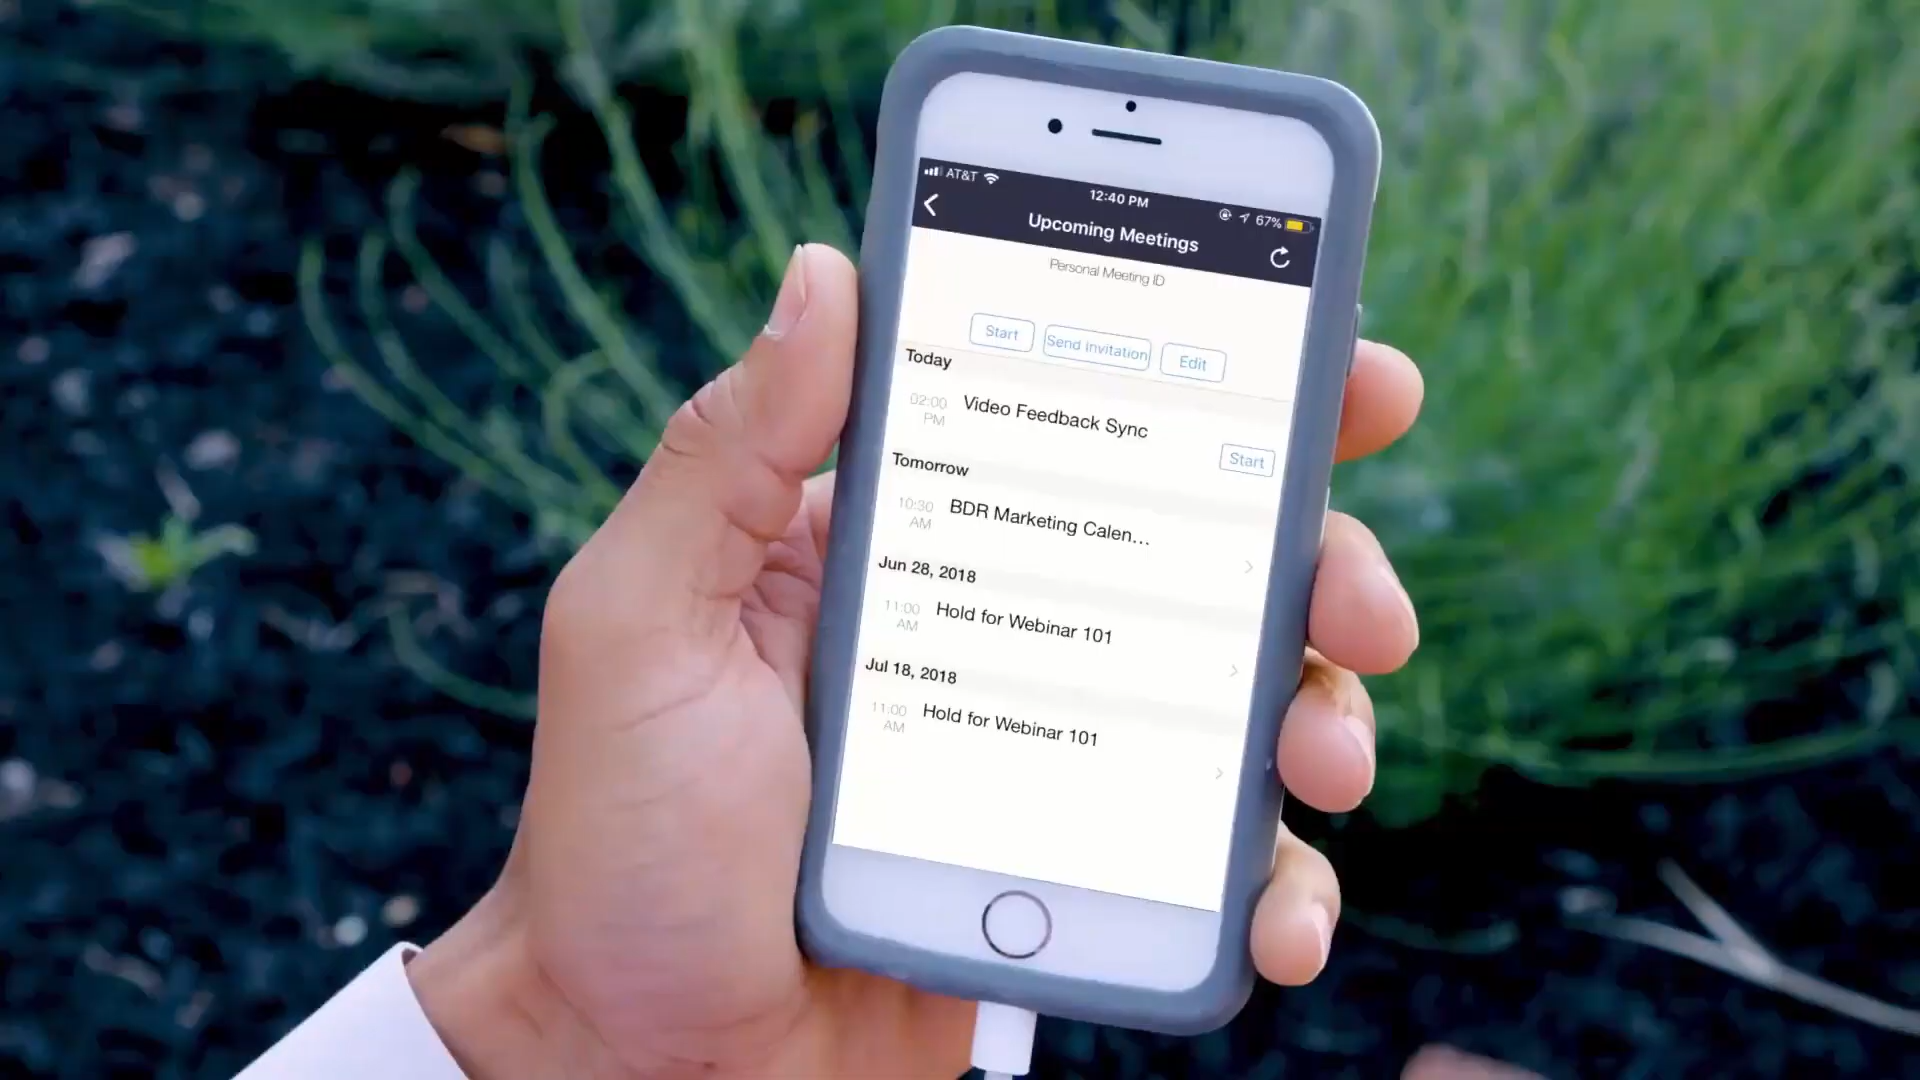 AT&T
12:40 PM
67%
Upcoming Meetings
Personal Meeting ID
Start
Send Invitation
Edit
Today
02:00 PM
Video Feedback Sync
Start
Tomorrow
10:30 AM
BDR Marketing Calen...
Jun 28, 2018
11:00 AM
Hold for Webinar 101
Jul 18, 2018
11:00 AM
Hold for Webinar 101